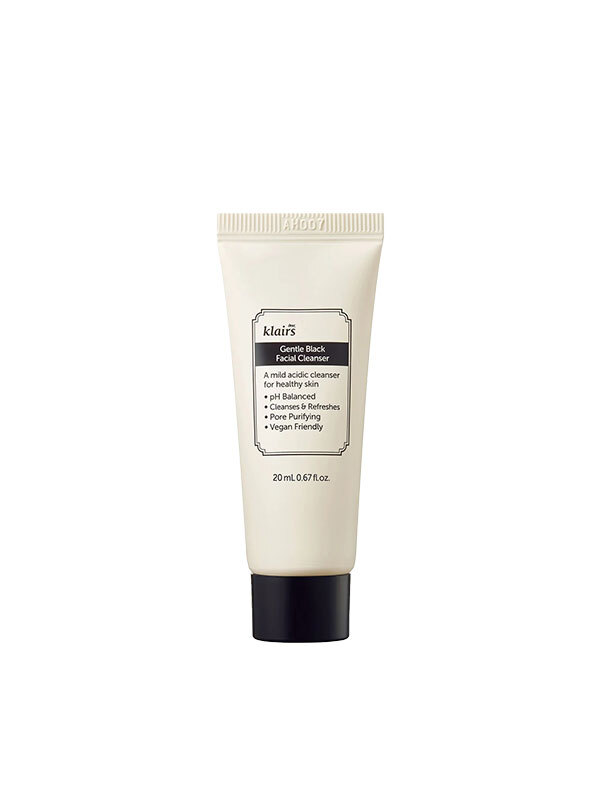 AH007
dear,
klairs
Gentle Black
Facial Cleanser
A mild acidic cleanser
for healthy skin
• pH Balanced
• Cleanses & Refreshes
• Pore Purifying
• Vegan Friendly
20 mL 0.67 fl.oz.